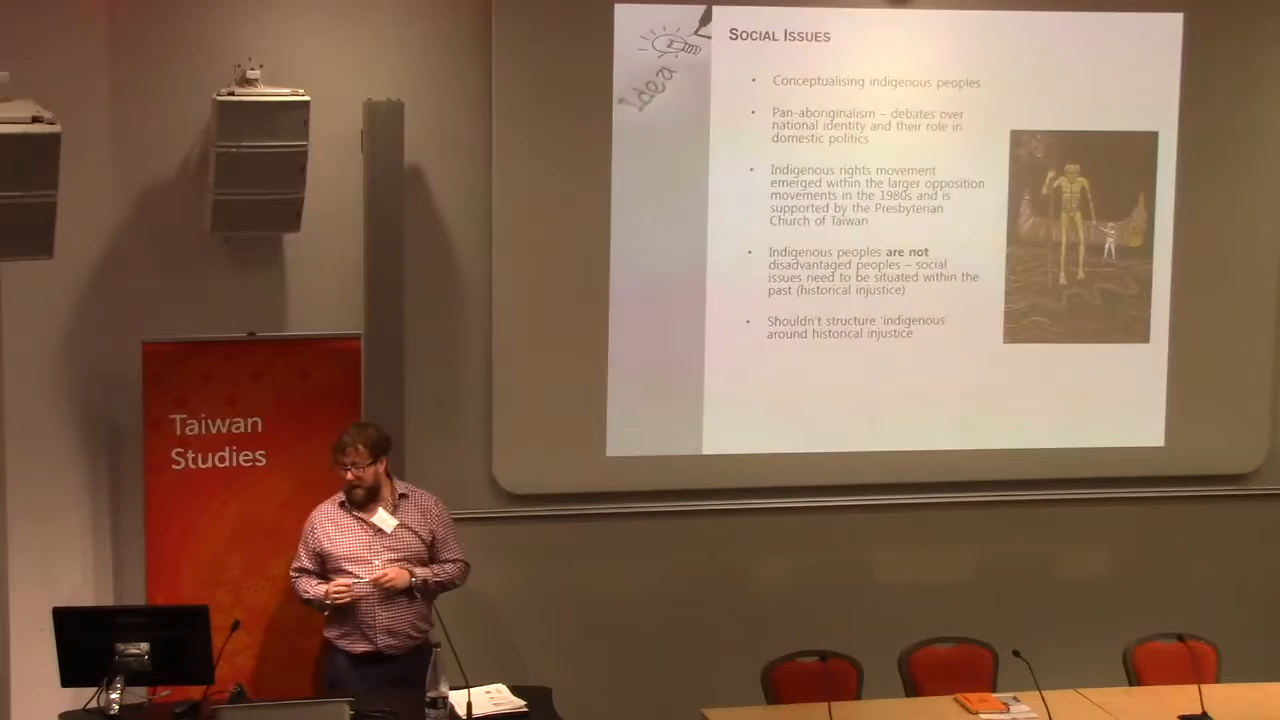 Taiwan
Studies
Idea
SOCIAL ISSUES
• Conceptualising indigenous peoples
• Pan-aboriginalism – debates over
national identity and their role in
domestic politics
• Indigenous rights movement
emerged within the larger opposition
movements in the 1980s and is
supported by the Presbyterian
Church of Taiwan
• Indigenous peoples are not
disadvantaged peoples – social
issues need to be situated within the
past (historical injustice)
• Shouldn't structure 'indigenous'
around historical injustice